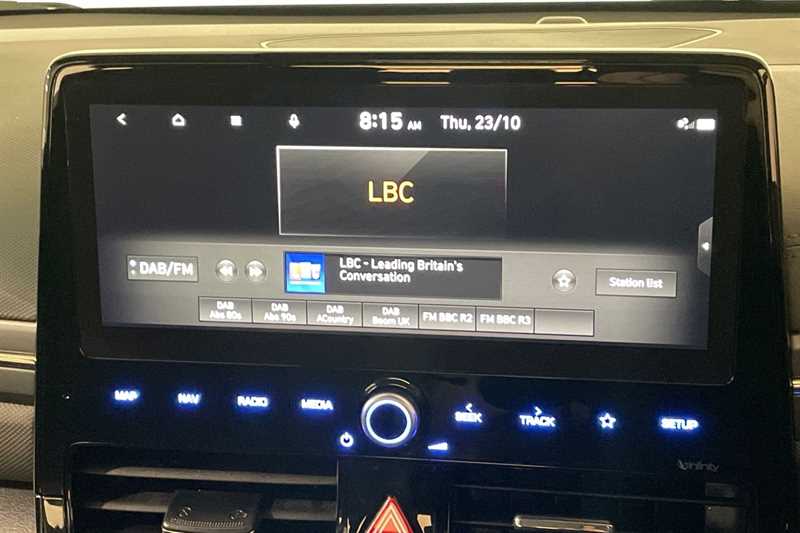 8:15 AM Thu, 23/10
LBC
DAB/FM
LBC - Leading Britain's
Conversation
Station list
DAB
Abs 80s
DAB
Abs 90s
DAB
ACountry
DAB
Boom UK
FM BBC R2
FM BBC R3
MAP
NAV
RADIO
MEDIA
SEEK
TRACK
SETUP
infinity